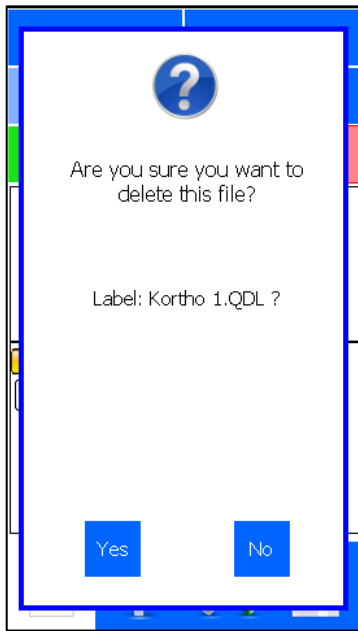 Are you sure you want to
delete this file?
Label: Kortho 1.QDL ?
Yes
No